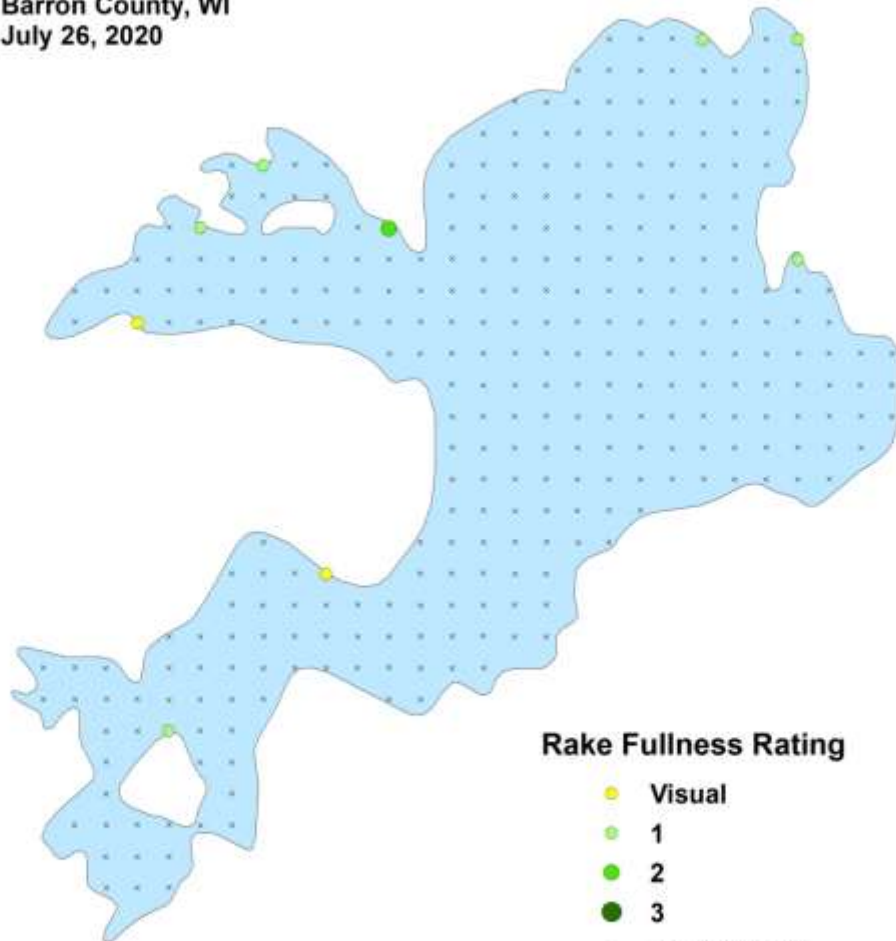 Barron County, WI
July 26, 2020
Rake Fullness Rating
Visual
1
2
3